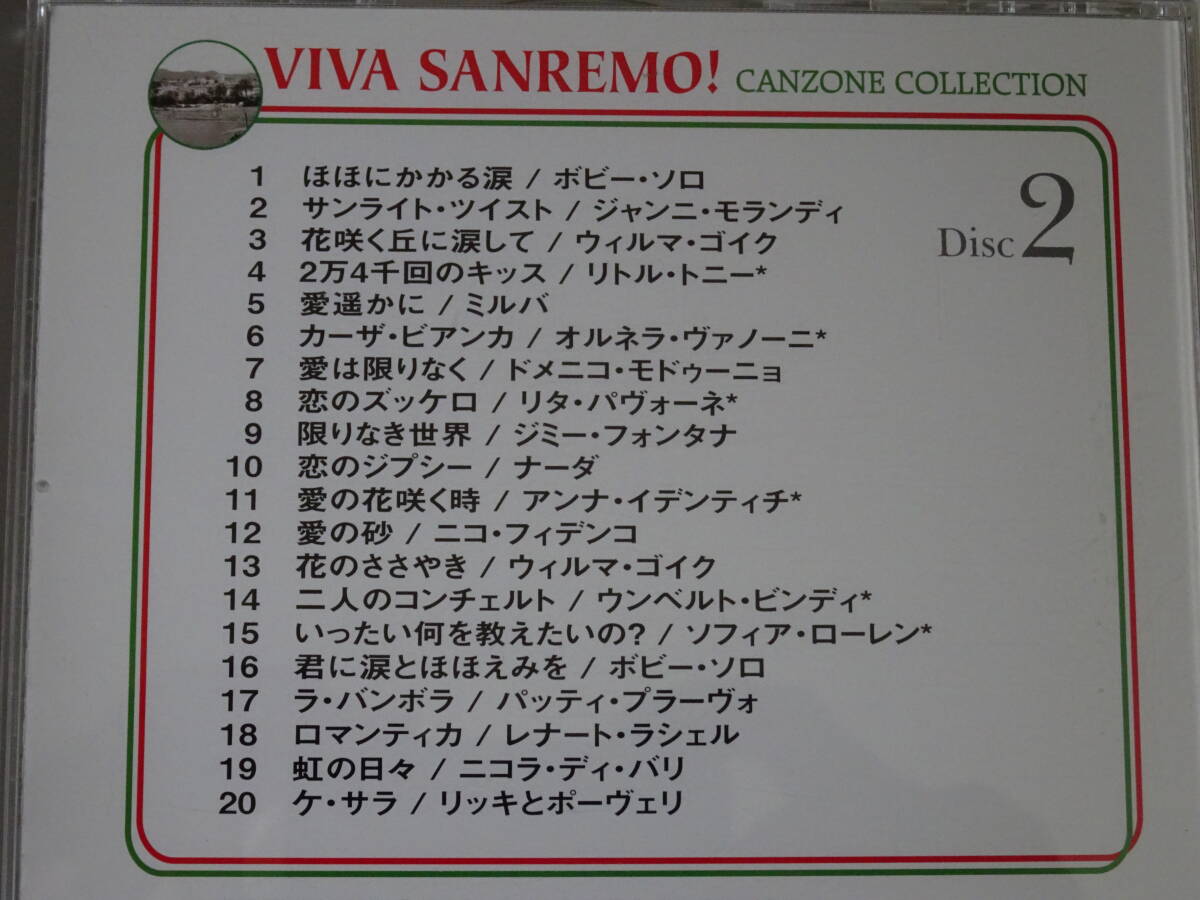 VIVA SANREMO! CANZONE COLLECTION
Disc 2
1 ほほにかかる涙 / ボビー・ソロ
2 サンライト・ツイスト / ジャンニ・モランディ
3 花咲く丘に涙して / ウィルマ・ゴイク
4 2万4千回のキッス / リトル・トニー*
5 愛遥かに / ミルバ
6 カーザ・ビアンカ / オルネラ・ヴァノーニ*
7 愛は限りなく / ドメニコ・モドゥーニョ
8 恋のズッケロ / リタ・パヴォーネ*
9 限りなき世界 / ジミー・フォンタナ
10 恋のジプシー / ナーダ
11 愛の花咲く時 / アンナ・イデンティチ*
12 愛の砂 / ニコ・フィデンコ
13 花のささやき / ウィルマ・ゴイク
14 二人のコンチェルト / ウンベルト・ビンディ*
15 いったい何を教えたいの? / ソフィア・ローレン*
16 君に涙とほほえみを / ボビー・ソロ
17 ラ・バンボラ / パッティ・プラーヴォ
18 ロマンティカ / レナート・ラシェル
19 虹の日々 / ニコラ・ディ・バリ
20 ケ・サラ / リッキとポーヴェリ